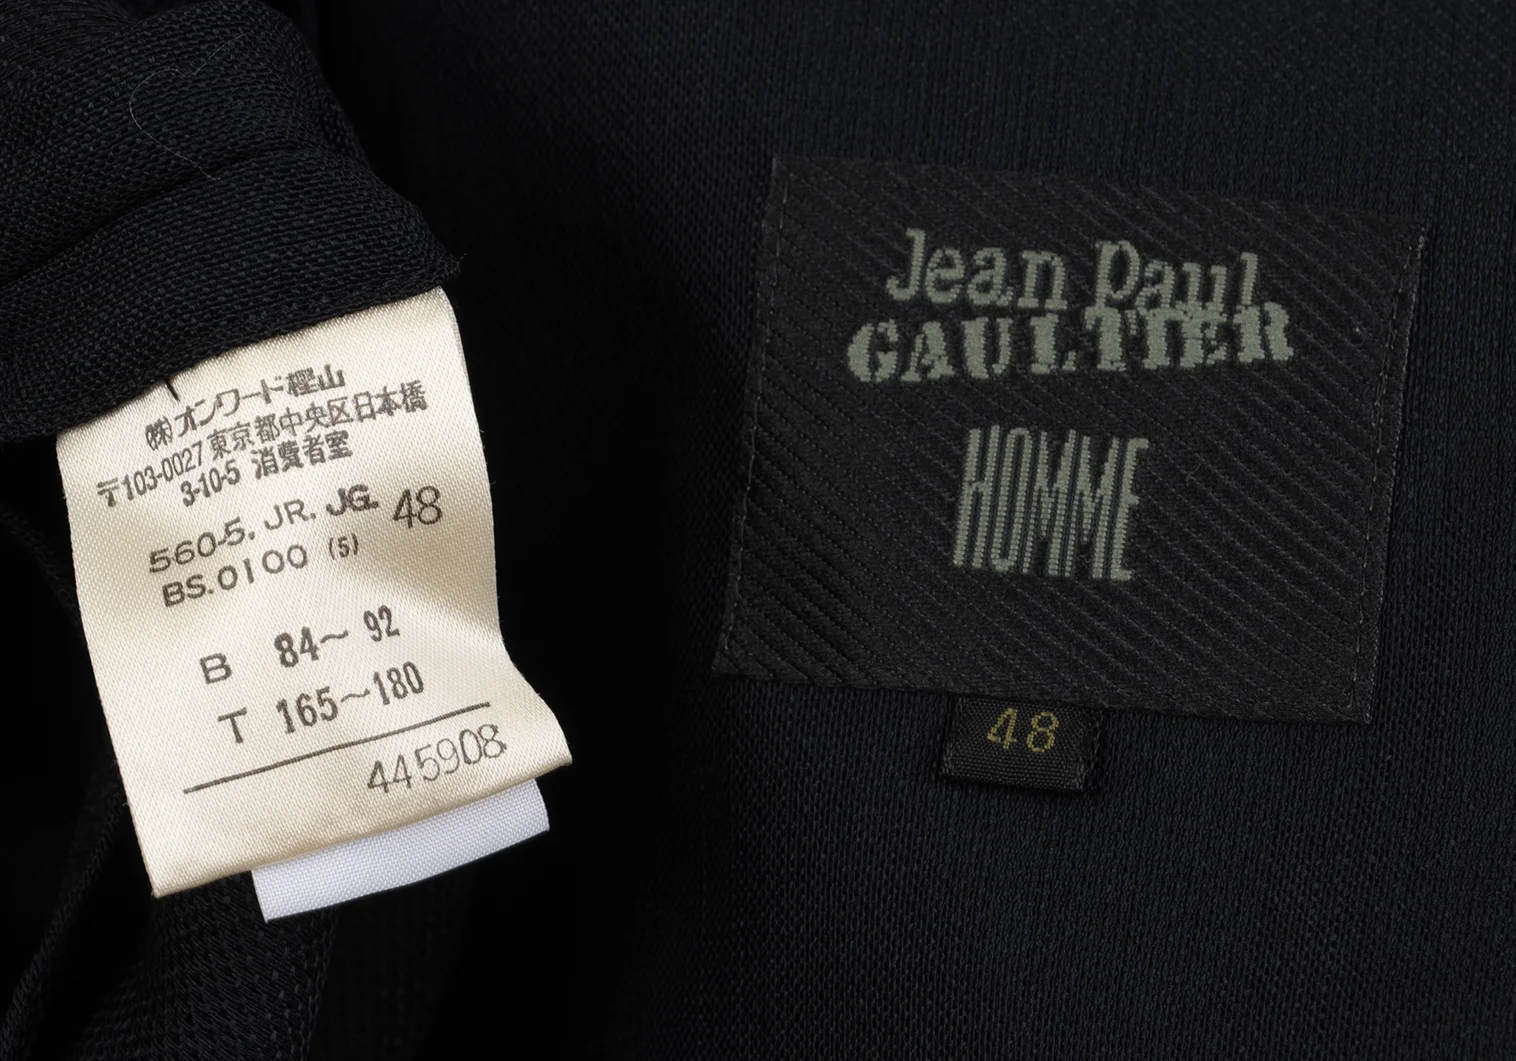 ㈱オンワード樫山
〒103-0027 東京都中央区日本橋
3-10-5 消費者室
560-5. JR. JG. 48
BS.0100 (5)
B 84～92
T 165～180
445908
Jean Paul
GAULTIER
HOMME
48